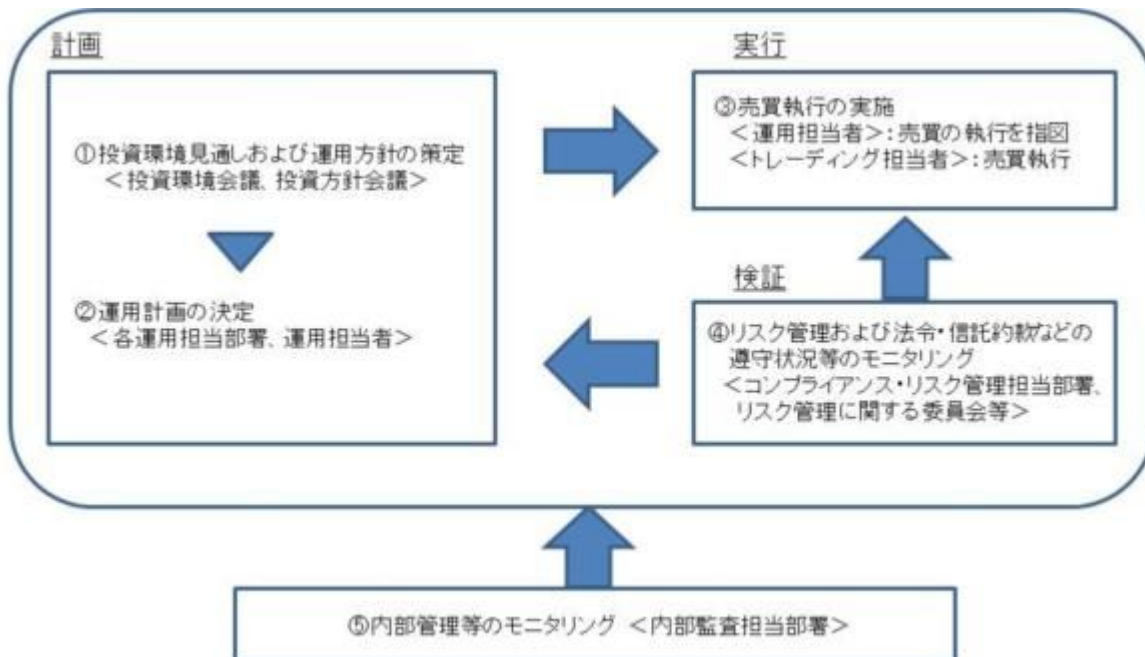 計画
①投資環境見通しおよび運用方針の策定
＜投資環境会議、投資方針会議＞
②運用計画の決定
＜各運用担当部署、運用担当者＞
実行
③売買執行の実施
＜運用担当者＞：売買の執行を指図
＜トレーディング担当者＞：売買執行
検証
④リスク管理および法令・信託約款などの
遵守状況等のモニタリング
＜コンプライアンス・リスク管理担当部署、
リスク管理に関する委員会等＞
⑤内部管理等のモニタリング ＜内部監査担当部署＞